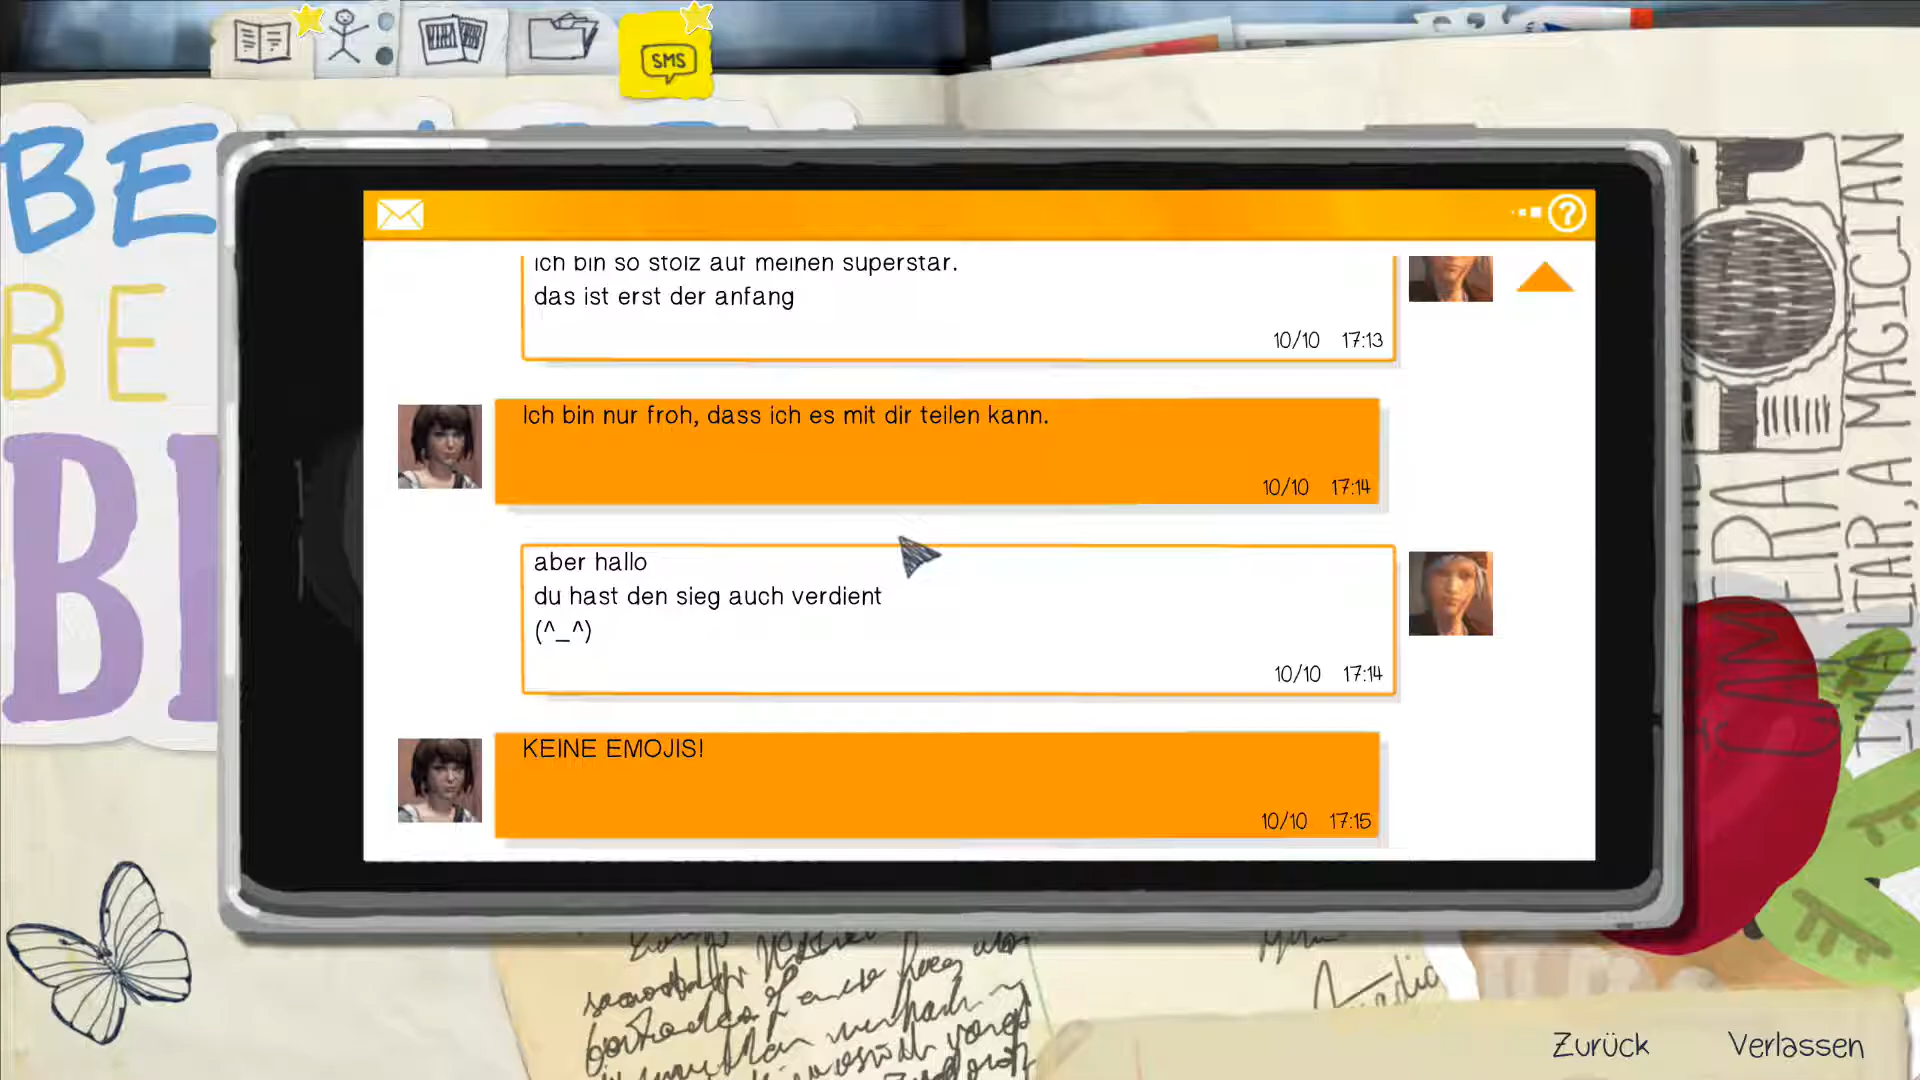 SMS
BE
BE
ich bin so stolz auf meinen superstar.
das ist erst der anfang
10/10 17:13
Ich bin nur froh, dass ich es mit dir teilen kann.
10/10 17:14
aber hallo
du hast den sieg auch verdient
(^_^)
10/10 17:14
KEINE EMOJIS!
10/10 17:15
CAMERA
LIAR, A MAGICIAN
Zurück Verlassen